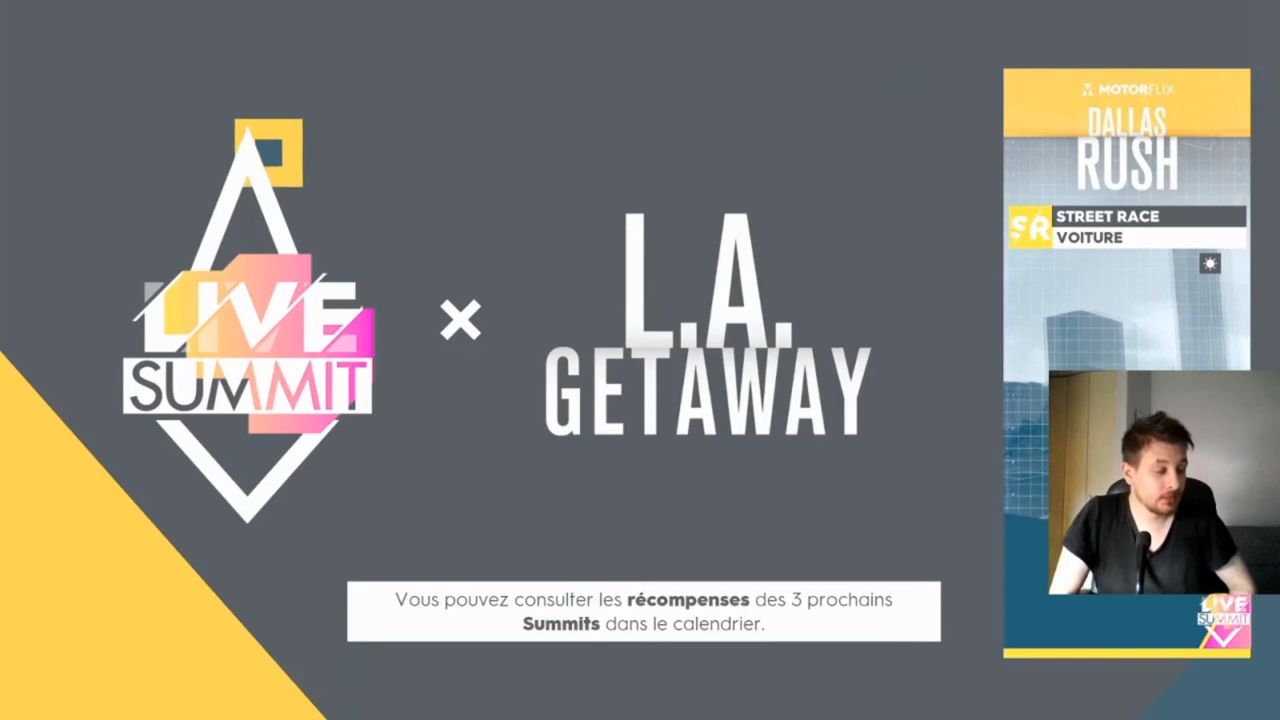 LIVE
SUMMIT
×
L.A.
GETAWAY
Vous pouvez consulter les récompenses des 3 prochains
Summits dans le calendrier.
MOTORFLIX
DALLAS
RUSH
SR
STREET RACE
VOITURE
LIVE
SUMMIT